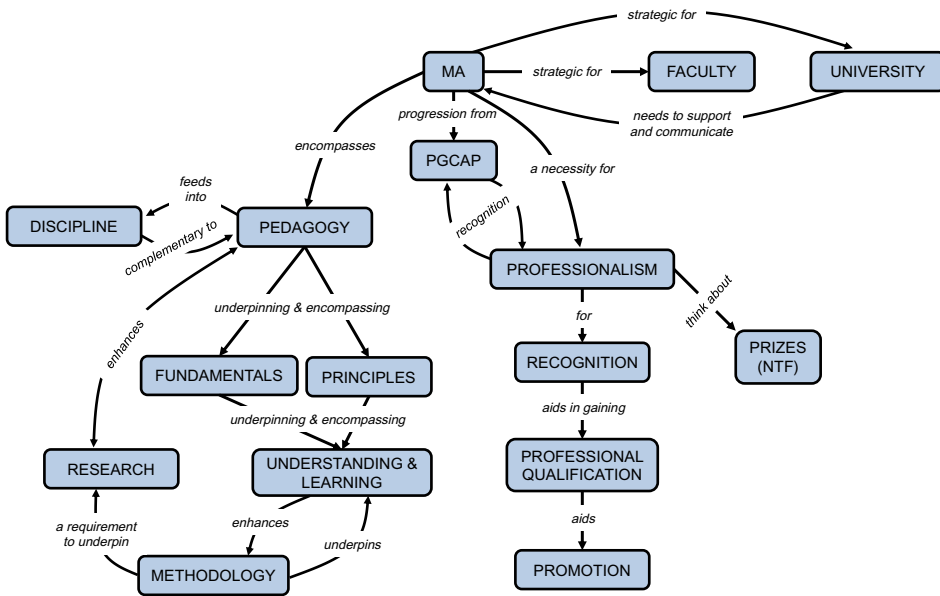 strategic for
MA
strategic for
FACULTY
UNIVERSITY
progression from
needs to support
and communicate
encompasses
PGCAP
a necessity for
feeds
into
recognition
DISCIPLINE
PEDAGOGY
complementary to
PROFESSIONALISM
think about
underpinning & encompassing
for
enhances
PRIZES
(NTF)
FUNDAMENTALS
PRINCIPLES
RECOGNITION
underpinning & encompassing
aids in gaining
RESEARCH
UNDERSTANDING &
LEARNING
PROFESSIONAL
QUALIFICATION
a requirement
to underpin
enhances
underpins
aids
METHODOLOGY
PROMOTION